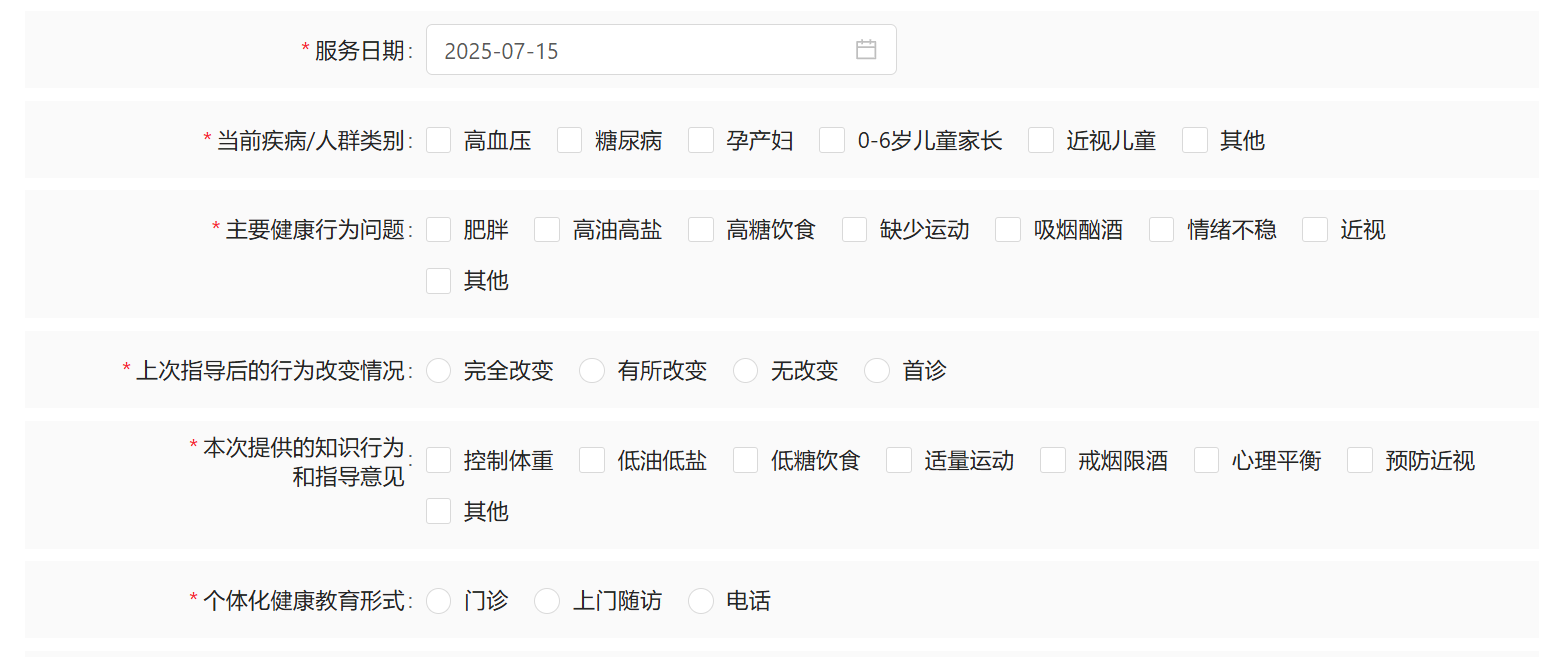 * 服务日期: 2025-07-15
* 当前疾病/人群类别: 高血压 糖尿病 孕产妇 0-6岁儿童家长 近视儿童 其他
* 主要健康行为问题: 肥胖 高油高盐 高糖饮食 缺少运动 吸烟酗酒 情绪不稳 近视
其他
* 上次指导后的行为改变情况: 完全改变 有所改变 无改变 首诊
* 本次提供的知识行为
和指导意见: 控制体重 低油低盐 低糖饮食 适量运动 戒烟限酒 心理平衡 预防近视
其他
* 个体化健康教育形式: 门诊 上门随访 电话